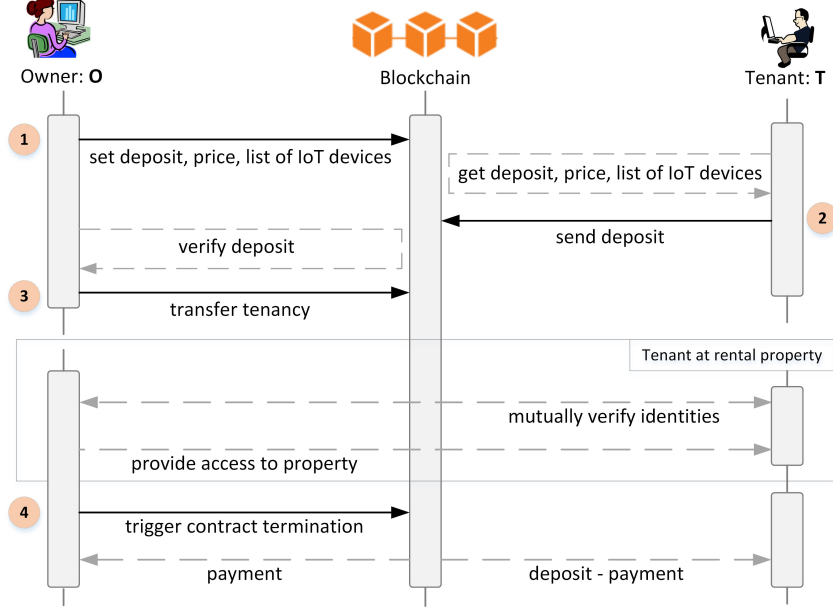 Owner: O
Blockchain
Tenant: T
1
set deposit, price, list of IoT devices
get deposit, price, list of IoT devices
2
send deposit
verify deposit
3
transfer tenancy
Tenant at rental property
mutually verify identities
provide access to property
4
trigger contract termination
payment
deposit - payment